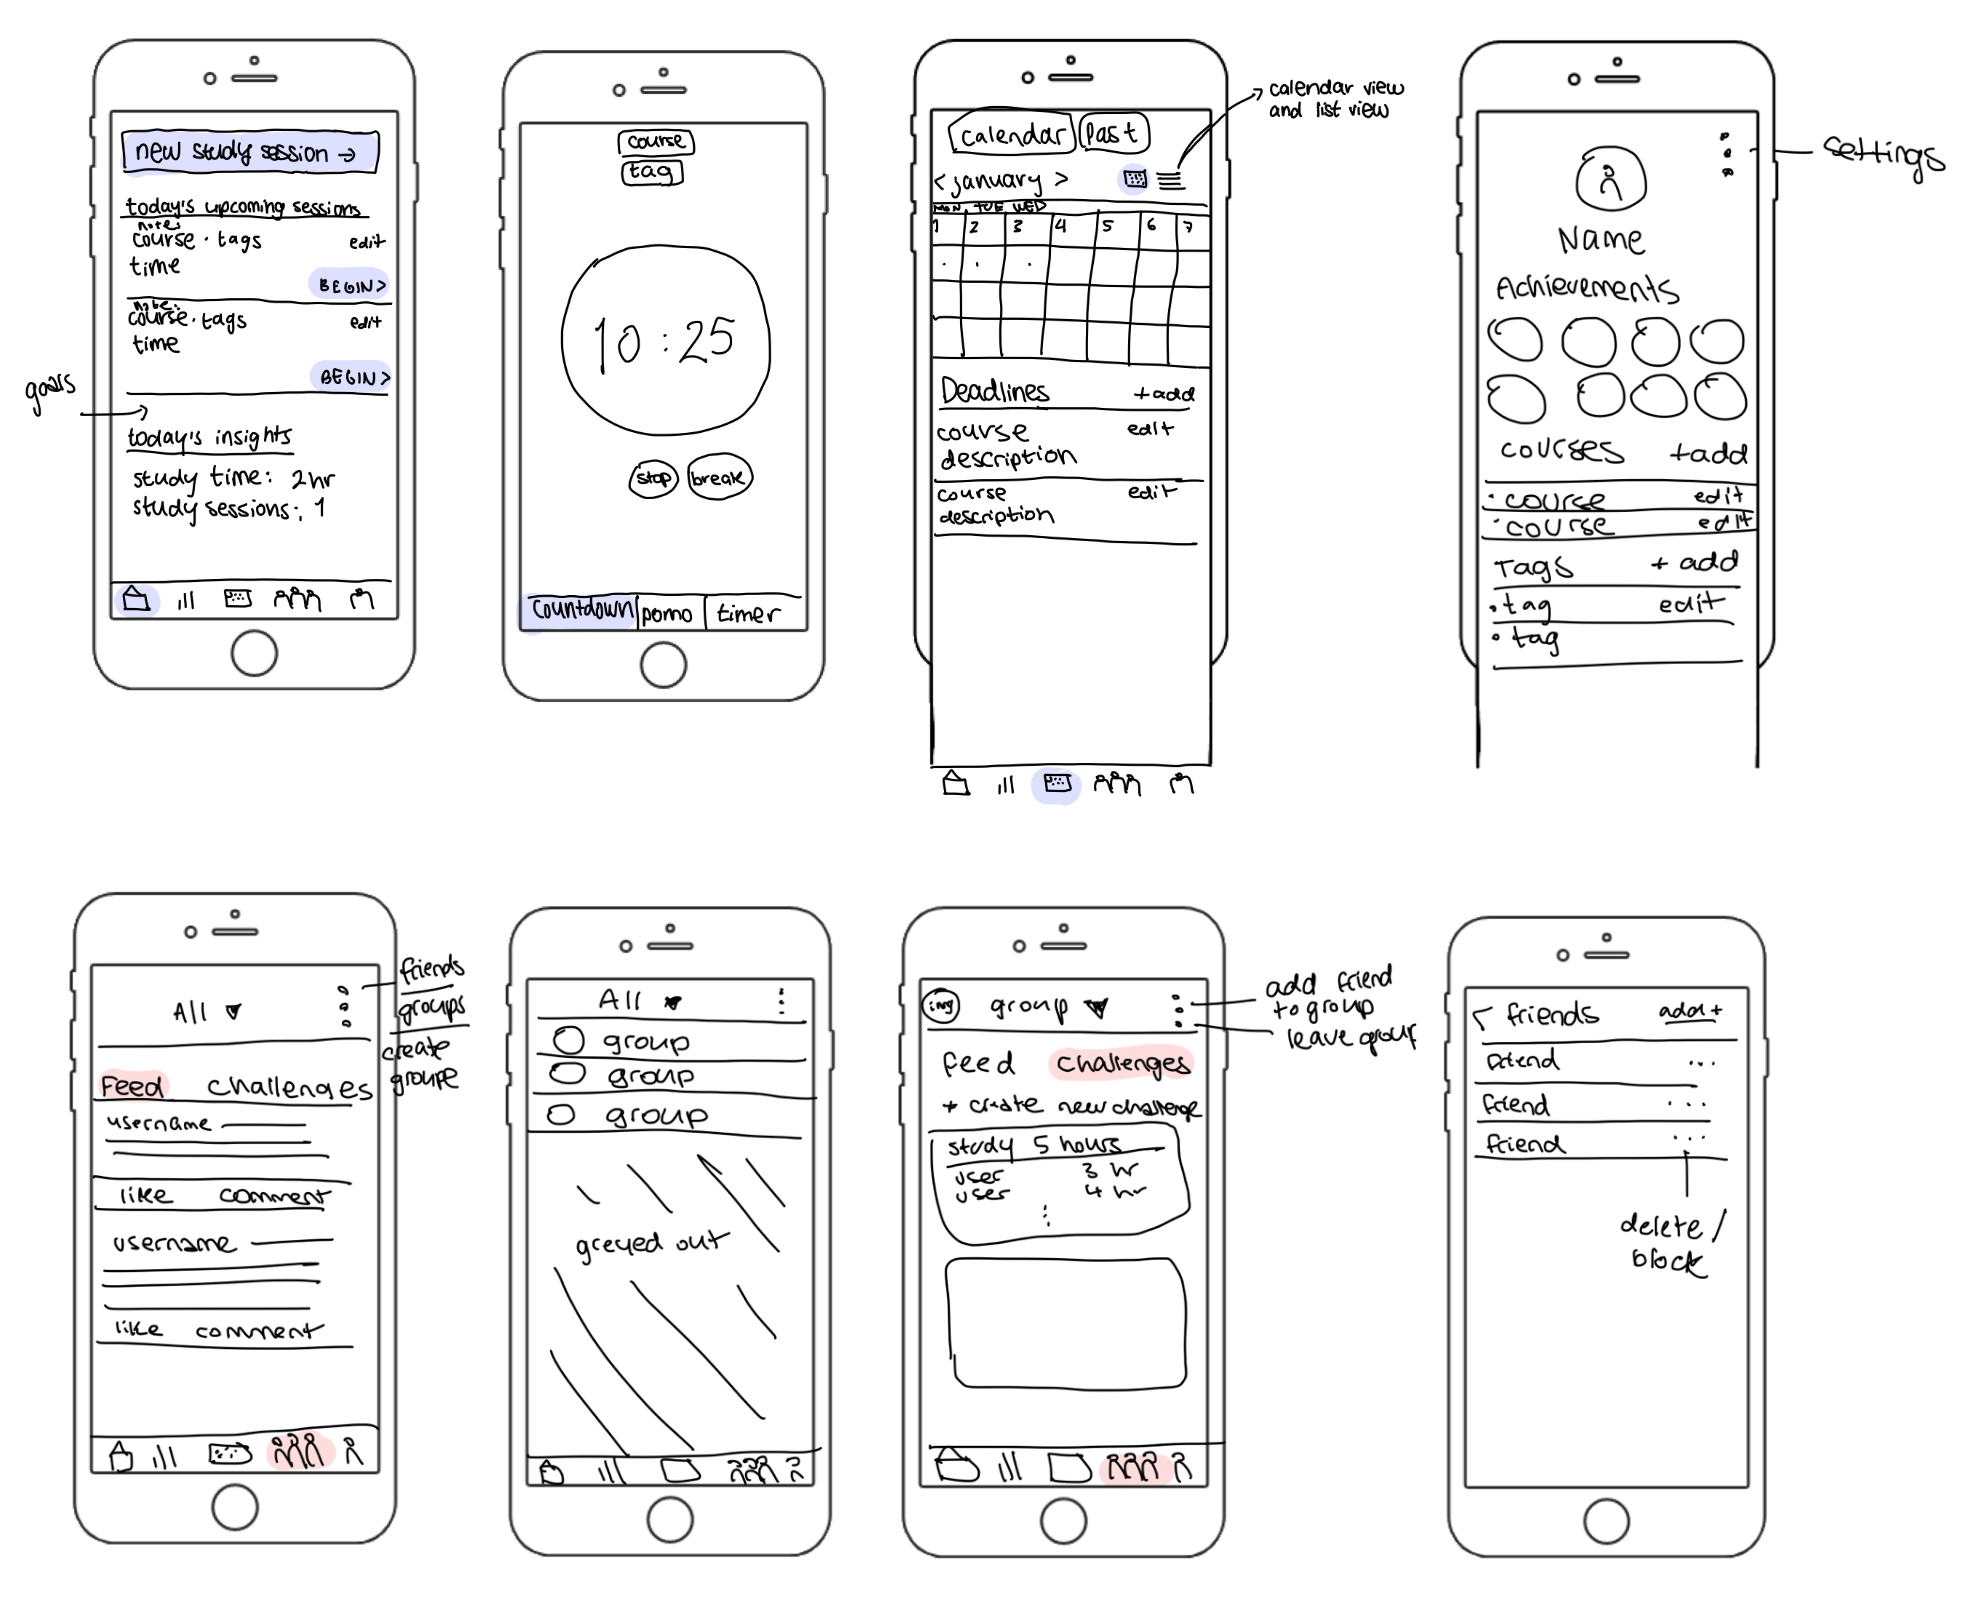 new study session →
today's upcoming sessions
notes
course · tags edit
time
BEGIN >
note:
course · tags edit
time
BEGIN >
goals
today's insights
study time: 2hr
study sessions: 1
course
tag
10:25
stop break
countdown pomo timer
calendar Past
< january >
calendar view
and list view
MON TUE WED
1 2 3 4 5 6 7
Deadlines +add
course edit
description
course edit
description
settings
Name
Achievements
courses +add
· course edit
· course edit
Tags + add
• tag edit
• tag
All ▼
friends
groups
create
groupe
Feed challenges
username
like comment
username
like comment
All ▼
group
group
group
greyed out
img group ▼
add friend
to group
leave group
feed challenges
+ create new challenge
study 5 hours
user 3 hr
user 4 hr
< friends add +
friend ...
friend ...
friend ...
delete /
block